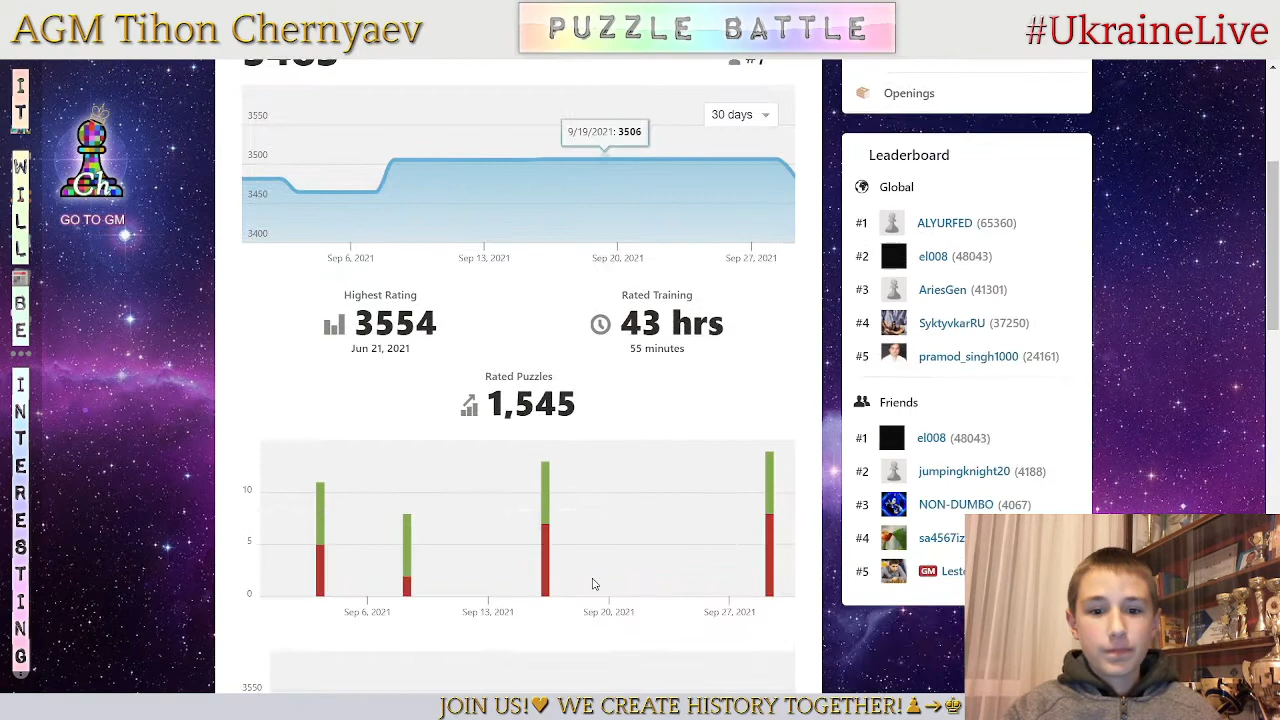 AGM Tihon Chernyaev
PUZZLE BATTLE
#UkraineLive
IT
WILL
BE
INTERESTING
Ch
GO TO GM
3550
3500
3450
3400
30 days
9/19/2021: 3506
Sep 6, 2021
Sep 13, 2021
Sep 20, 2021
Sep 27, 2021
Highest Rating
3554
Jun 21, 2021
Rated Training
43 hrs
55 minutes
Rated Puzzles
1,545
10
5
0
Sep 6, 2021
Sep 13, 2021
Sep 20, 2021
Sep 27, 2021
3550
Openings
Leaderboard
Global
#1 ALYURFED (65360)
#2 el008 (48043)
#3 AriesGen (41301)
#4 SyktyvkarRU (37250)
#5 pramod_singh1000 (24161)
Friends
#1 el008 (48043)
#2 jumpingknight20 (4188)
#3 NON-DUMBO (4067)
#4 sa4567iz
#5 GM Leste
JOIN US! WE CREATE HISTORY TOGETHER!